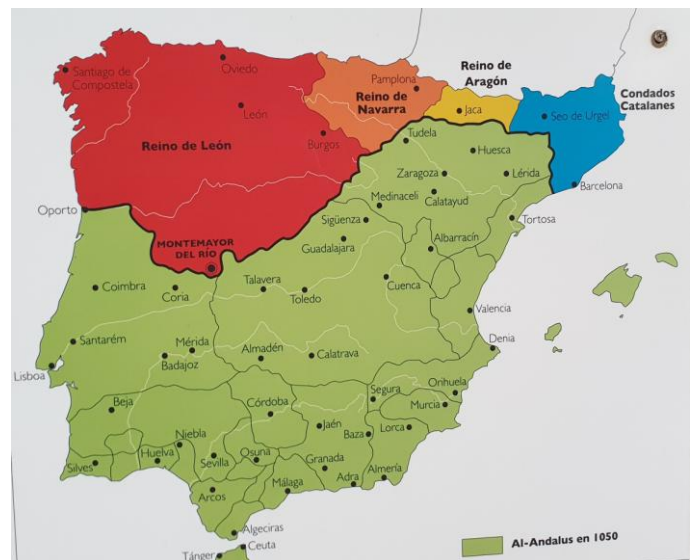 Santiago de
Compostela
Oviedo
León
Reino de León
Burgos
Pamplona
Reino de
Navarra
Reino de
Aragón
Jaca
Condados
Catalanes
Seo de Urgel
Tudela
Huesca
Zaragoza
Lérida
Barcelona
Calatayud
Medinaceli
Oporto
Sigüenza
Tortosa
MONTEMAYOR
DEL RÍO
Guadalajara
Albarracín
Coimbra
Coria
Talavera
Toledo
Cuenca
Valencia
Santarém
Mérida
Badajoz
Almadén
Calatrava
Denia
Lisboa
Beja
Córdoba
Segura
Orihuela
Murcia
Niebla
Jaén
Baza
Lorca
Silves
Huelva
Sevilla
Osuna
Granada
Arcos
Málaga
Adra
Almería
Algeciras
Ceuta
Tánger
Al-Andalus en 1050